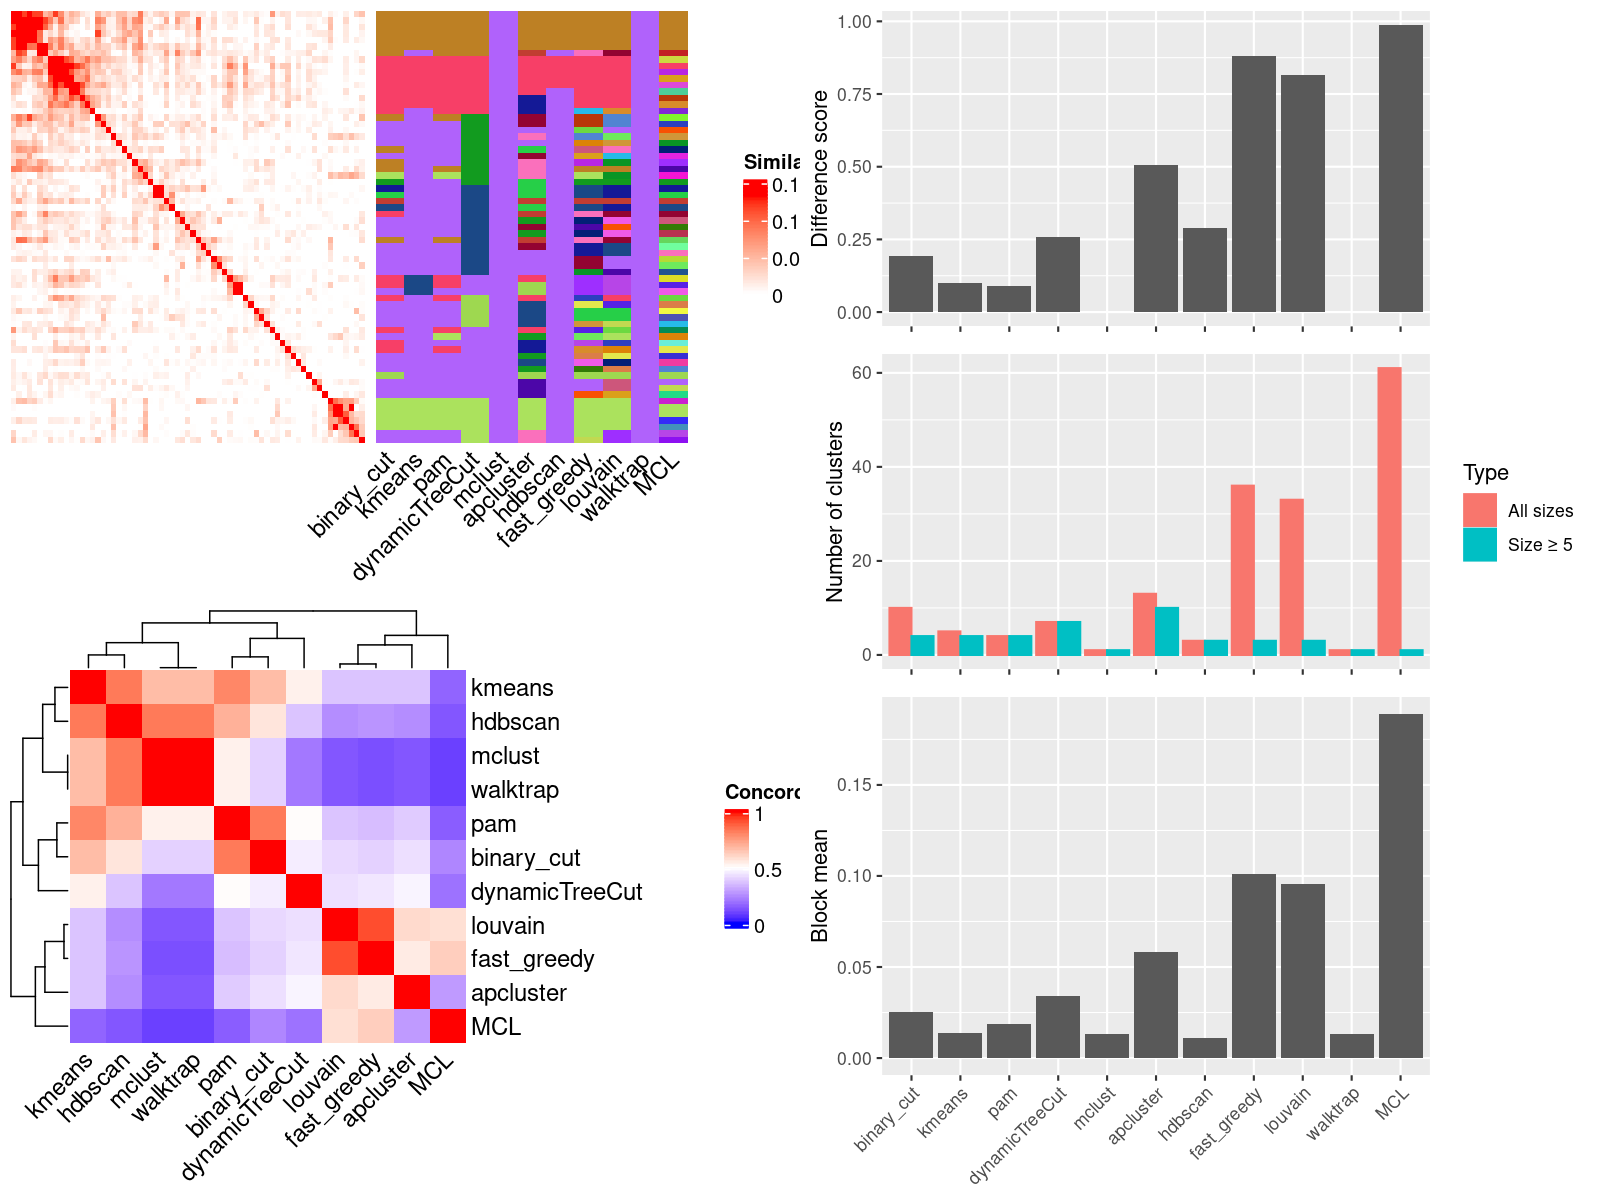 Simila
0.1
0.1
0.0
0
binary_cut
kmeans
pam
dynamicTreeCut
mclust
apcluster
hdbscan
fast_greedy
louvain
walktrap
MCL
kmeans
hdbscan
mclust
walktrap
pam
binary_cut
dynamicTreeCut
louvain
fast_greedy
apcluster
MCL
kmeans
hdbscan
mclust
walktrap
pam
binary_cut
dynamicTreeCut
louvain
fast_greedy
apcluster
MCL
Concord
1
0.5
0
Difference score
1.00
0.75
0.50
0.25
0.00
Number of clusters
60
40
20
0
Type
All sizes
Size ≥ 5
Block mean
0.15
0.10
0.05
0.00
binary_cut
kmeans
pam
dynamicTreeCut
mclust
apcluster
hdbscan
fast_greedy
louvain
walktrap
MCL